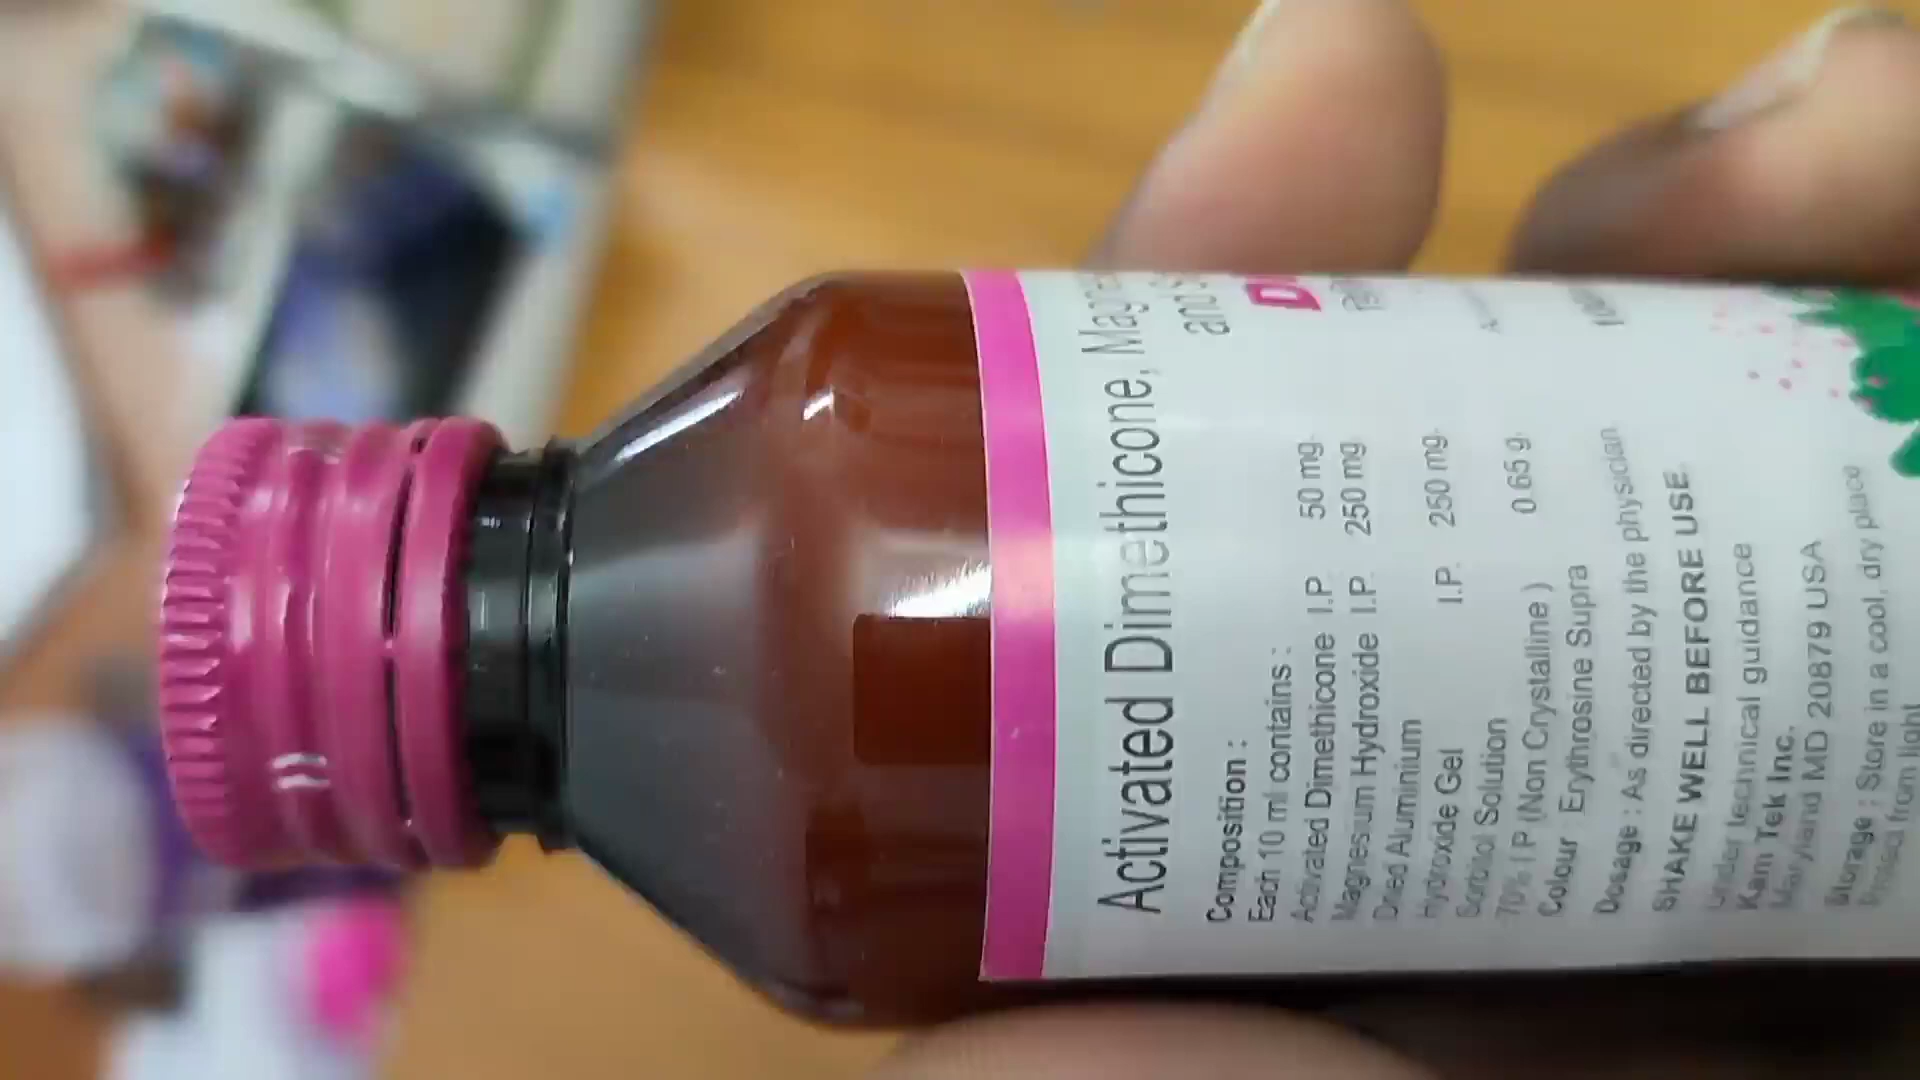 Activated Dimethicone,
and
Composition :
Each 10 ml contains :
Activated Dimethicone I.P 50 mg.
Magnesium Hydroxide I.P. 250 mg
Dried Aluminium
Hydroxide Gel I.P. 250 mg.
Sorbitol Solution
70% I P (Non Crystalline ) 0.65 g.
Colour : Erythrosine Supra
Dosage : As directed by the physician
SHAKE WELL BEFORE USE.
Under technical guidance
Kam Tek Inc.
Maryland MD 20879 USA
Storage : Store in a cool, dry place
Protect from light